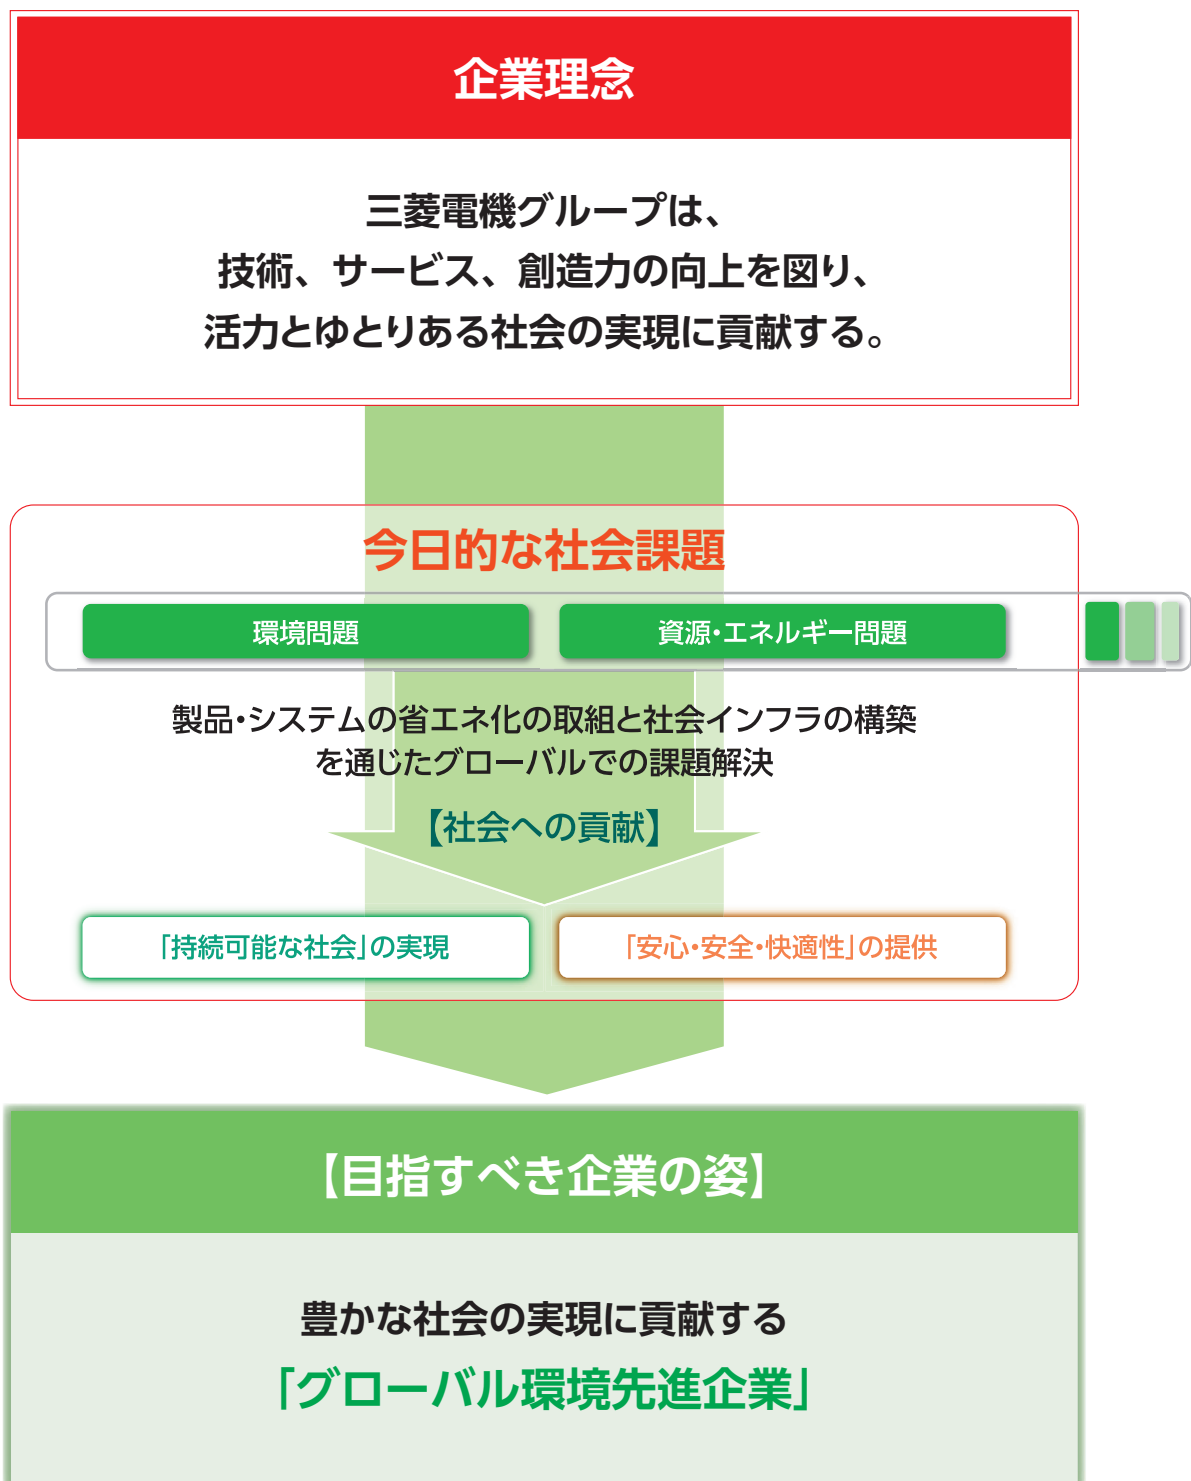 企業理念
三菱電機グループは、
技術、サービス、創造力の向上を図り、
活力とゆとりある社会の実現に貢献する。
今日的な社会課題
環境問題
資源・エネルギー問題
製品・システムの省エネ化の取組と社会インフラの構築
を通じたグローバルでの課題解決
【社会への貢献】
「持続可能な社会」の実現
「安心・安全・快適性」の提供
【目指すべき企業の姿】
豊かな社会の実現に貢献する
「グローバル環境先進企業」